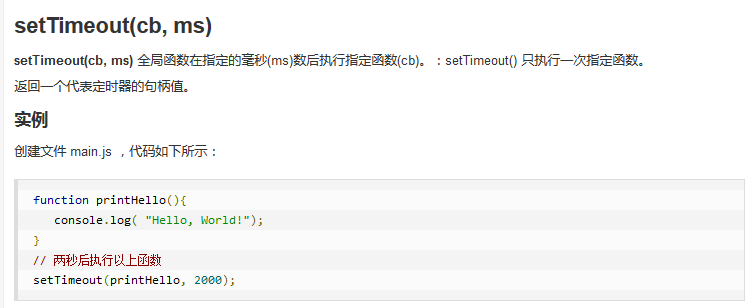 setTimeout(cb, ms)
setTimeout(cb, ms) 全局函数在指定的毫秒(ms)数后执行指定函数(cb)。：setTimeout() 只执行一次指定函数。
返回一个代表定时器的句柄值。
实例
创建文件 main.js ，代码如下所示：
function printHello(){
   console.log( "Hello, World!");
}
// 两秒后执行以上函数
setTimeout(printHello, 2000);